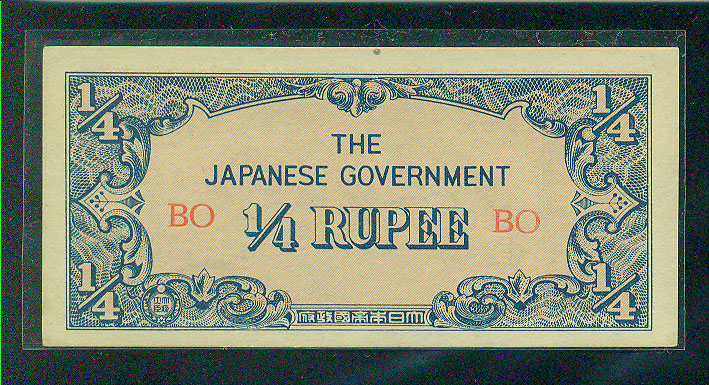 1/4 1/4
THE
JAPANESE GOVERNMENT
BO 1/4 RUPEE BO
1/4 1/4
大日本帝國政府